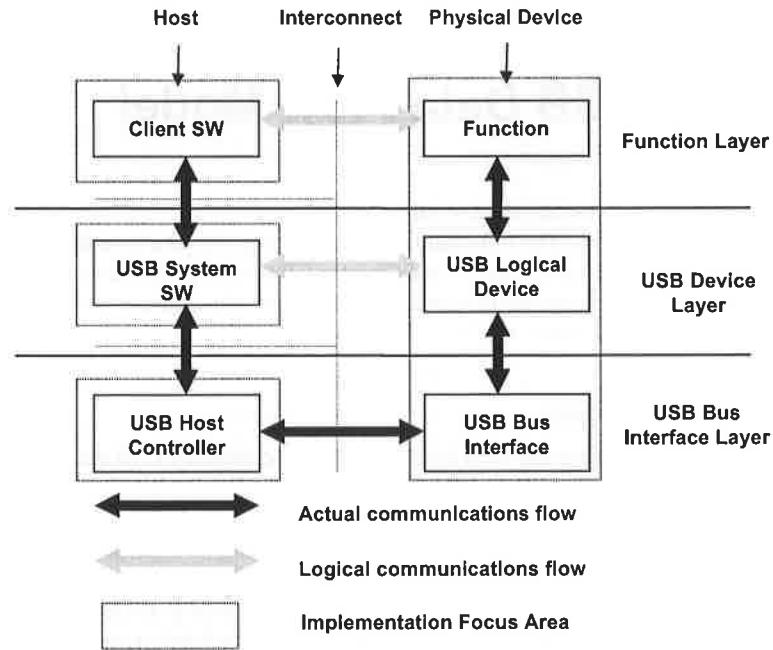 Host Interconnect Physical Device
Client SW
Function
Function Layer
USB System
SW
USB Logical
Device
USB Device
Layer
USB Host
Controller
USB Bus
Interface
USB Bus
Interface Layer
Actual communications flow
Logical communications flow
Implementation Focus Area